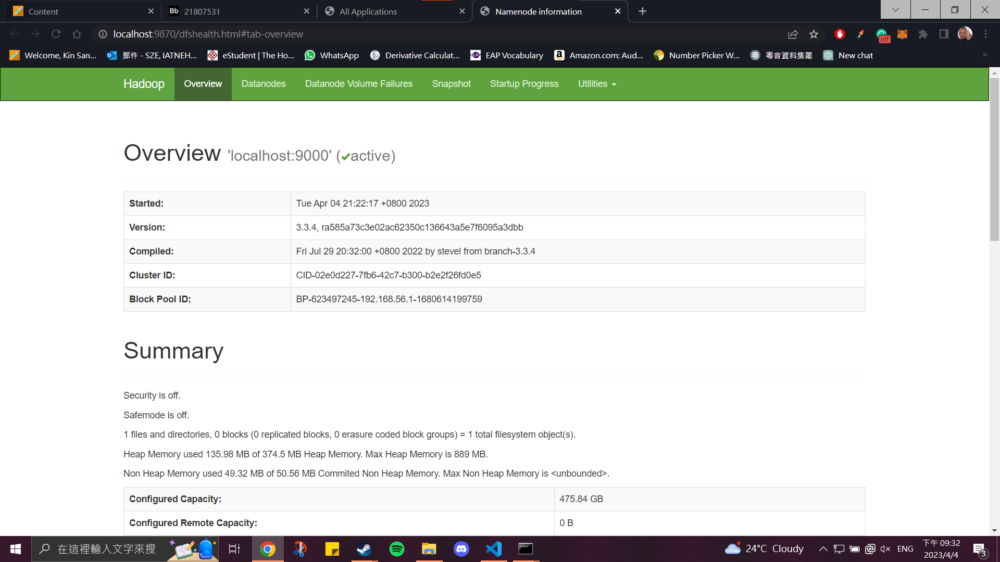 Content
Bb 21807531
All Applications
Namenode information
localhost:9870/dfshealth.html#tab-overview
off
Welcome, Kin San...
郵件 - SZE, IATNEH...
eStudent | The Ho...
WhatsApp
Derivative Calculat...
EAP Vocabulary
Amazon.com: Aud...
Number Picker W...
粵音資料集叢
New chat
»
Hadoop
Overview
Datanodes
Datanode Volume Failures
Snapshot
Startup Progress
Utilities
Overview 'localhost:9000' (✔active)
Started: Tue Apr 04 21:22:17 +0800 2023
Version: 3.3.4, ra585a73c3e02ac62350c136643a5e7f6095a3dbb
Compiled: Fri Jul 29 20:32:00 +0800 2022 by stevel from branch-3.3.4
Cluster ID: CID-02e0d227-7fb6-42c7-b300-b2e2f26fd0e5
Block Pool ID: BP-623497245-192.168.56.1-1680614199759
Summary
Security is off.
Safemode is off.
1 files and directories, 0 blocks (0 replicated blocks, 0 erasure coded block groups) = 1 total filesystem object(s).
Heap Memory used 135.98 MB of 374.5 MB Heap Memory. Max Heap Memory is 889 MB.
Non Heap Memory used 49.32 MB of 50.56 MB Commited Non Heap Memory. Max Non Heap Memory is <unbounded>.
Configured Capacity: 475.84 GB
Configured Remote Capacity: 0 B
在這裡輸入文字來搜
24°C Cloudy
ENG
下午 09:32
2023/4/4
3